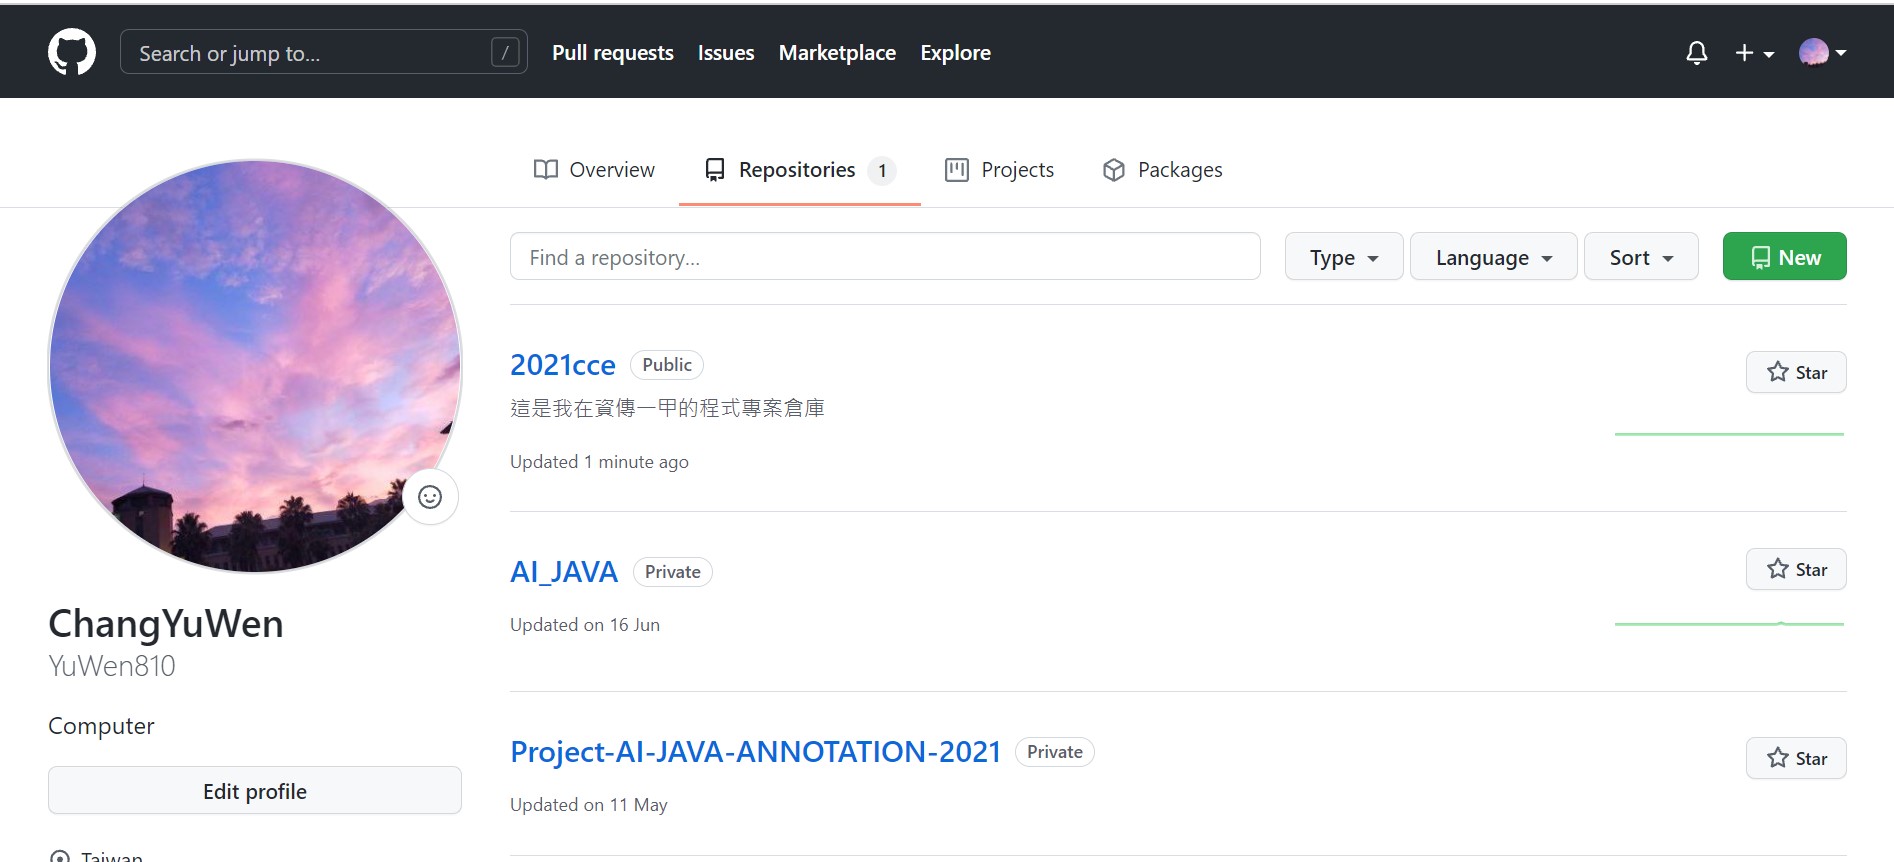 Search or jump to... /
Pull requests Issues Marketplace Explore
Overview Repositories 1 Projects Packages
Find a repository... Type Language Sort New
2021cce Public
Star
這是我在資傳一甲的程式專案倉庫
Updated 1 minute ago
AI_JAVA Private
Star
Updated on 16 Jun
Project-AI-JAVA-ANNOTATION-2021 Private
Star
Updated on 11 May
ChangYuWen
YuWen810
Computer
Edit profile
Taiwan